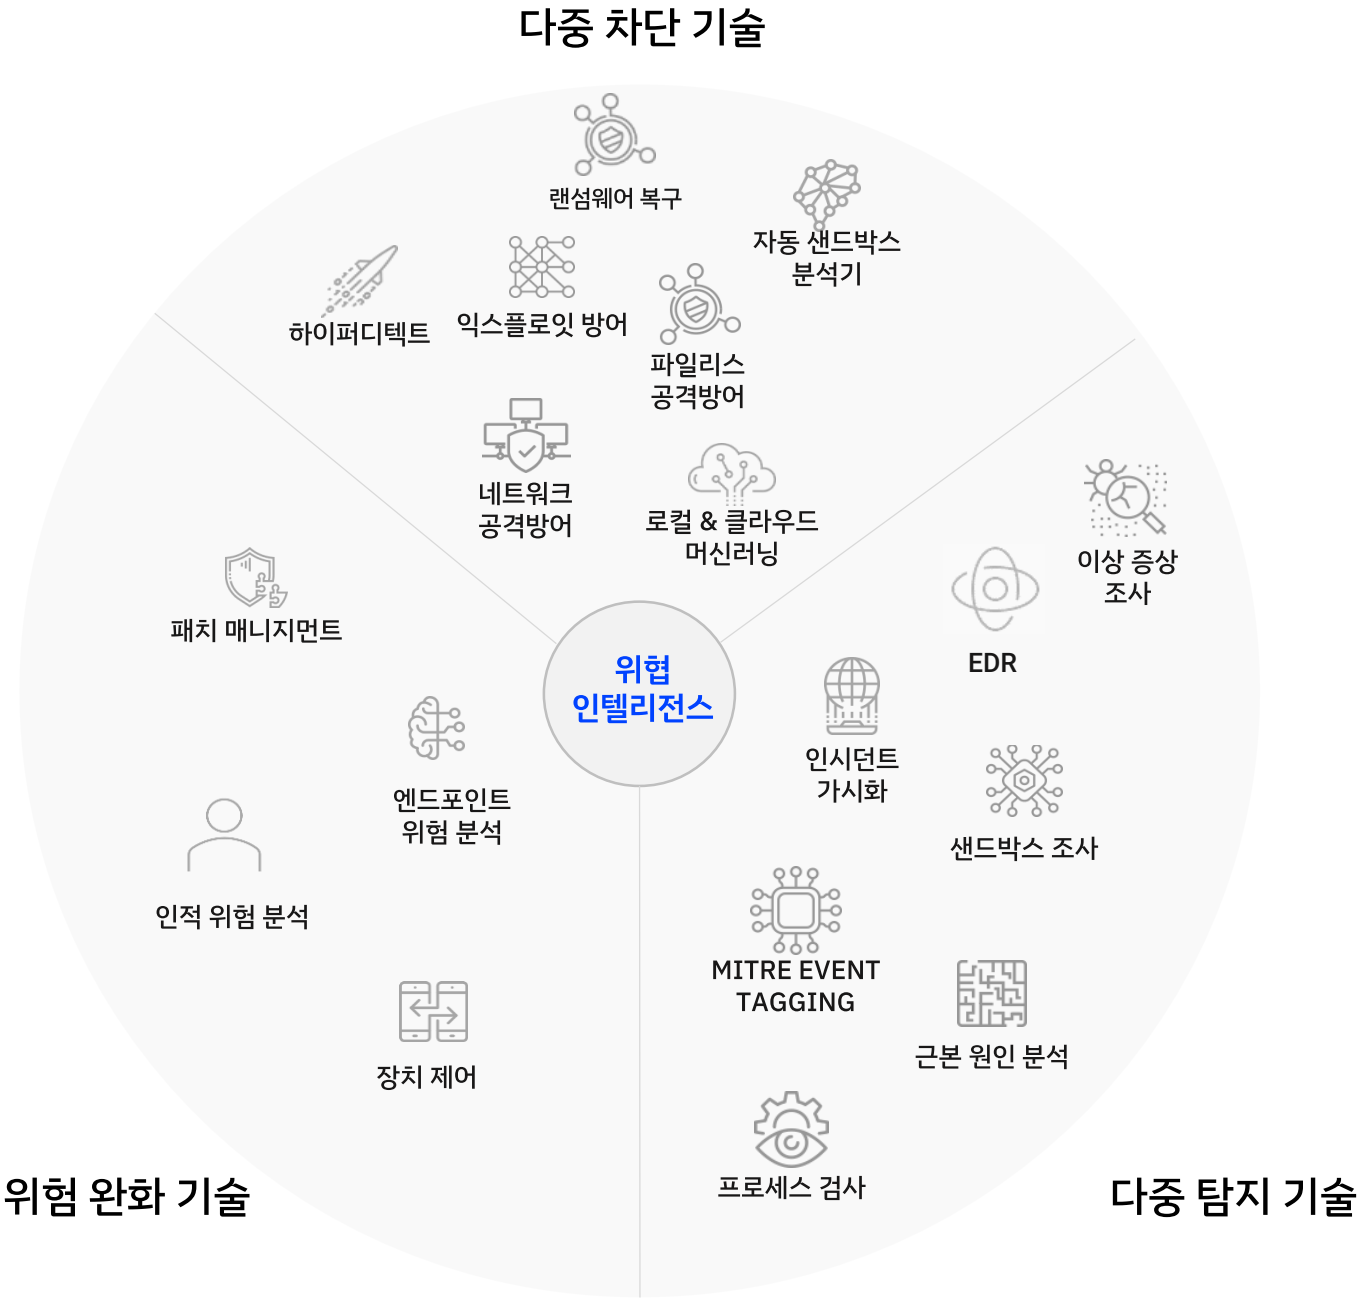 다중 차단 기술
랜섬웨어 복구
자동 샌드박스
분석기
하이퍼디텍트
익스플로잇 방어
파일리스
공격방어
네트워크
공격방어
로컬 & 클라우드
머신러닝
이상 증상
조사
EDR
인시던트
가시화
샌드박스 조사
MITRE EVENT
TAGGING
근본 원인 분석
프로세스 검사
다중 탐지 기술
패치 매니지먼트
엔드포인트
위험 분석
인적 위험 분석
장치 제어
위험 완화 기술
위협
인텔리전스